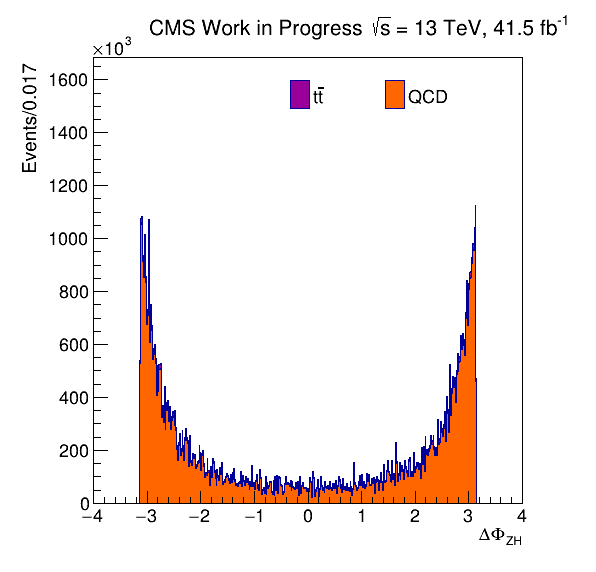 CMS Work in Progress √s = 13 TeV, 41.5 fb⁻¹
×10³
Events/0.017
1600
1400
1200
1000
800
600
400
200
0
tt̄
QCD
−4 −3 −2 −1 0 1 2 3 4
ΔΦ_ZH